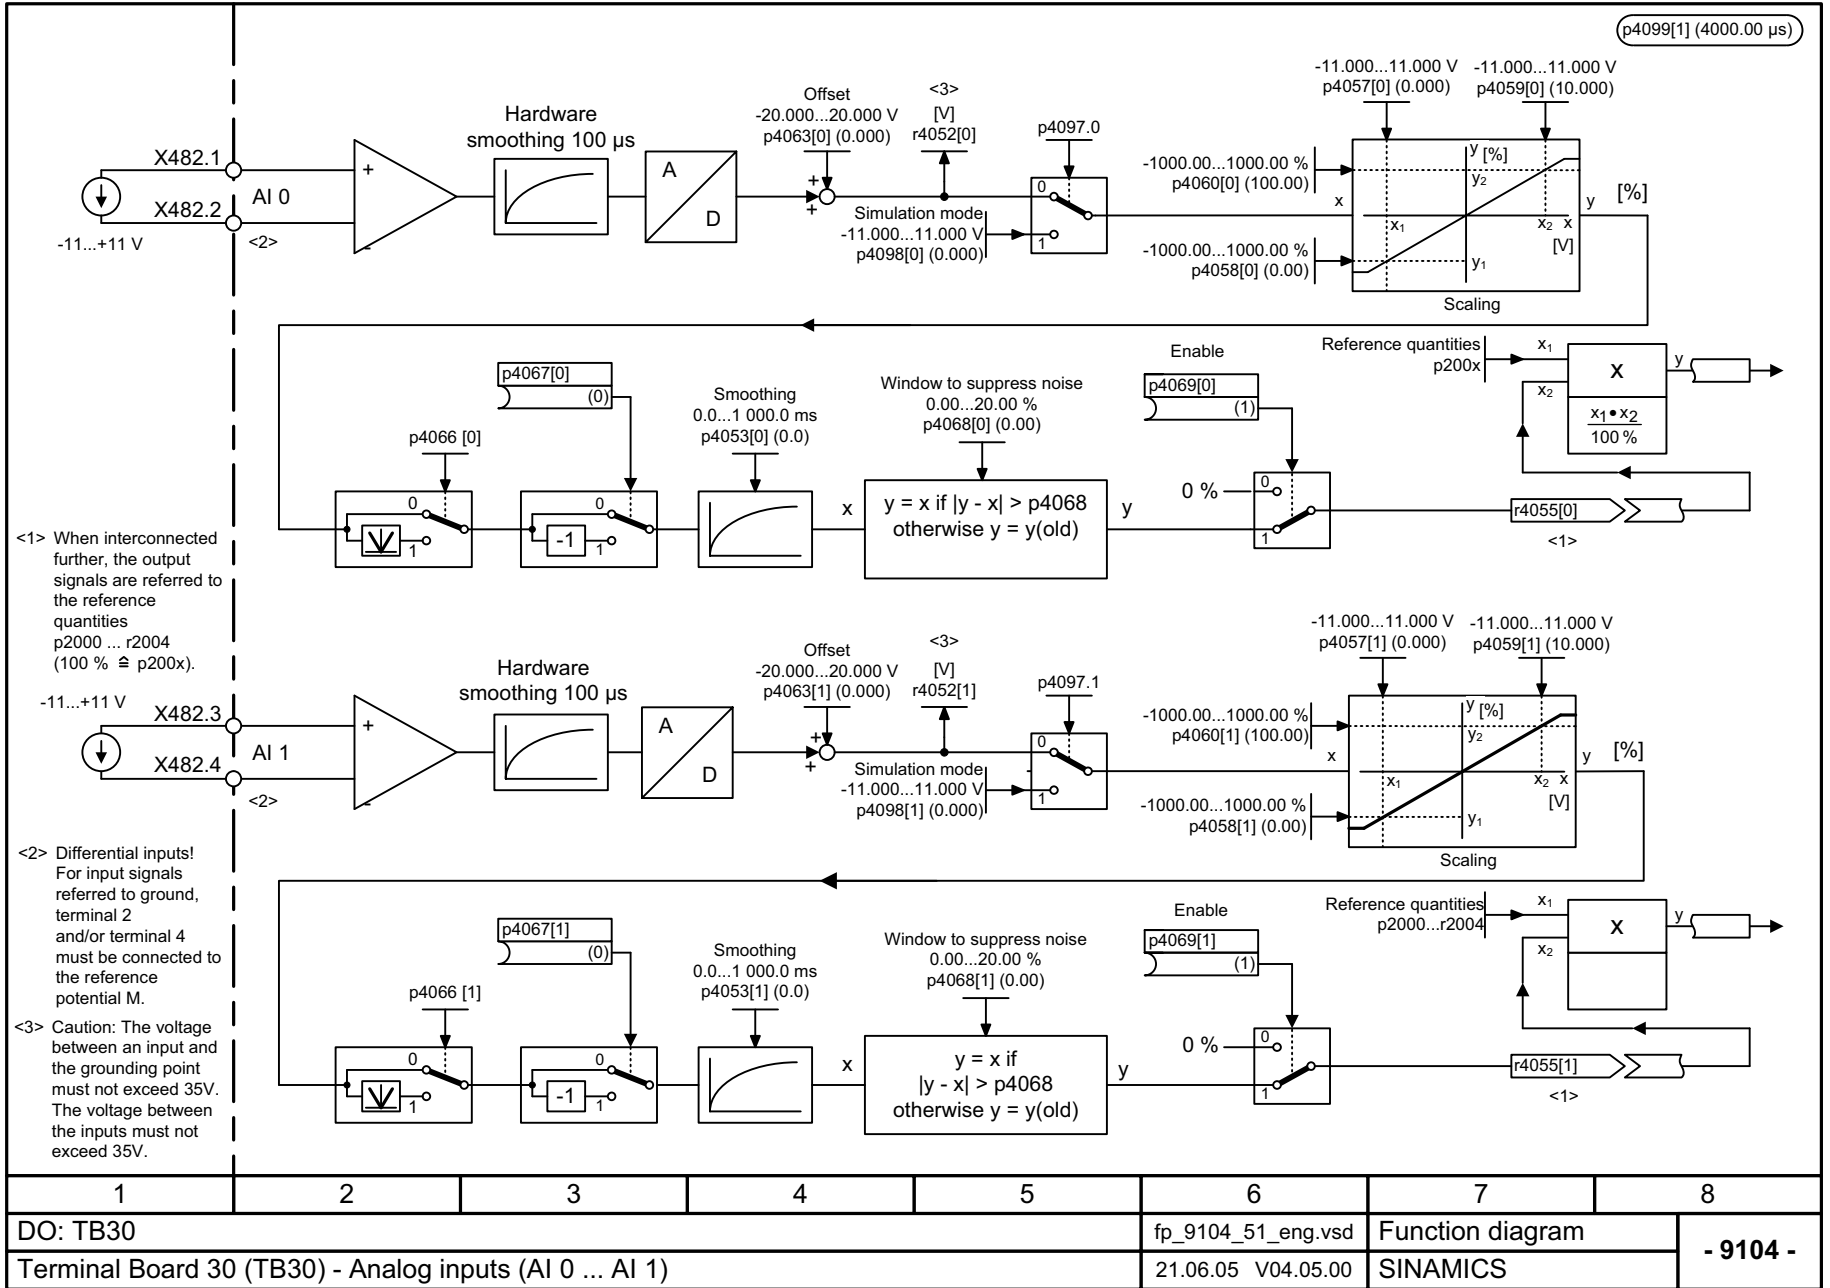 p4099[1] (4000.00 µs)
-11.000...11.000 V
p4057[0] (0.000)
-11.000...11.000 V
p4059[0] (10.000)
Offset
-20.000...20.000 V
p4063[0] (0.000)
<3>
[V]
r4052[0]
Hardware
smoothing 100 µs
p4097.0
X482.1
X482.2
-11...+11 V
AI 0
<2>
+
-
A
D
+
+
0
1
Simulation mode
-11.000...11.000 V
p4098[0] (0.000)
-1000.00...1000.00 %
p4060[0] (100.00)
x
-1000.00...1000.00 %
p4058[0] (0.00)
y [%]
y2
x1
x2 x
[V]
y1
y
[%]
Scaling
p4067[0]
(0)
p4066 [0]
Smoothing
0.0...1 000.0 ms
p4053[0] (0.0)
Window to suppress noise
0.00...20.00 %
p4068[0] (0.00)
Enable
p4069[0]
(1)
Reference quantities
p200x
x1
x2
X
y
x1•x2
100 %
0
1
0
-1
1
x
y = x if |y - x| > p4068
otherwise y = y(old)
y
0 %
0
1
r4055[0]
<1>
<1> When interconnected
further, the output
signals are referred to
the reference
quantities
p2000 ... r2004
(100 % ≙ p200x).
-11.000...11.000 V
p4057[1] (0.000)
-11.000...11.000 V
p4059[1] (10.000)
Offset
-20.000...20.000 V
p4063[1] (0.000)
<3>
[V]
r4052[1]
Hardware
smoothing 100 µs
p4097.1
-11...+11 V
X482.3
X482.4
AI 1
<2>
+
-
A
D
+
+
0
-
1
Simulation mode
-11.000...11.000 V
p4098[1] (0.000)
-1000.00...1000.00 %
p4060[1] (100.00)
x
-1000.00...1000.00 %
p4058[1] (0.00)
y [%]
y2
x1
x2 x
[V]
y1
y
[%]
Scaling
<2> Differential inputs!
For input signals
referred to ground,
terminal 2
and/or terminal 4
must be connected to
the reference
potential M.
<3> Caution: The voltage
between an input and
the grounding point
must not exceed 35V.
The voltage between
the inputs must not
exceed 35V.
p4067[1]
(0)
p4066 [1]
Smoothing
0.0...1 000.0 ms
p4053[1] (0.0)
Window to suppress noise
0.00...20.00 %
p4068[1] (0.00)
Enable
p4069[1]
(1)
Reference quantities
p2000...r2004
x1
x2
X
y
0
1
0
-1
1
x
y = x if
|y - x| > p4068
otherwise y = y(old)
y
0 %
0
1
r4055[1]
<1>
1 2 3 4 5 6 7 8
DO: TB30
fp_9104_51_eng.vsd
Function diagram
- 9104 -
Terminal Board 30 (TB30) - Analog inputs (AI 0 ... AI 1)
21.06.05 V04.05.00
SINAMICS